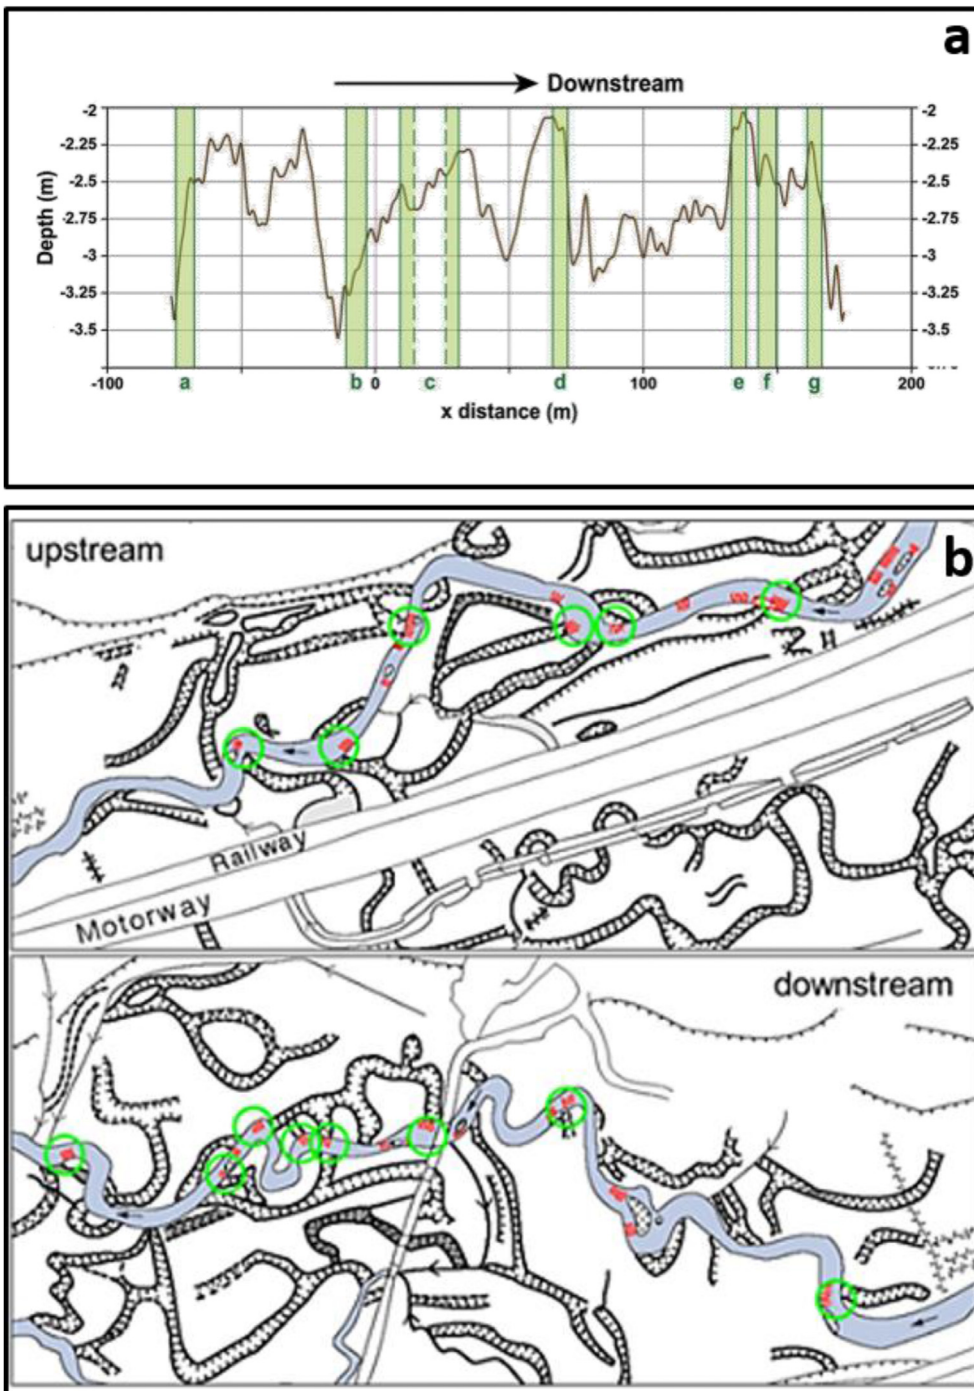 a
Downstream
-2 -2
-2.25 -2.25
-2.5 -2.5
-2.75 -2.75
-3 -3
-3.25 -3.25
-3.5 -3.5
Depth (m)
a b c d e f g
-100 0 100 200
x distance (m)
b
upstream
Railway
Motorway
downstream